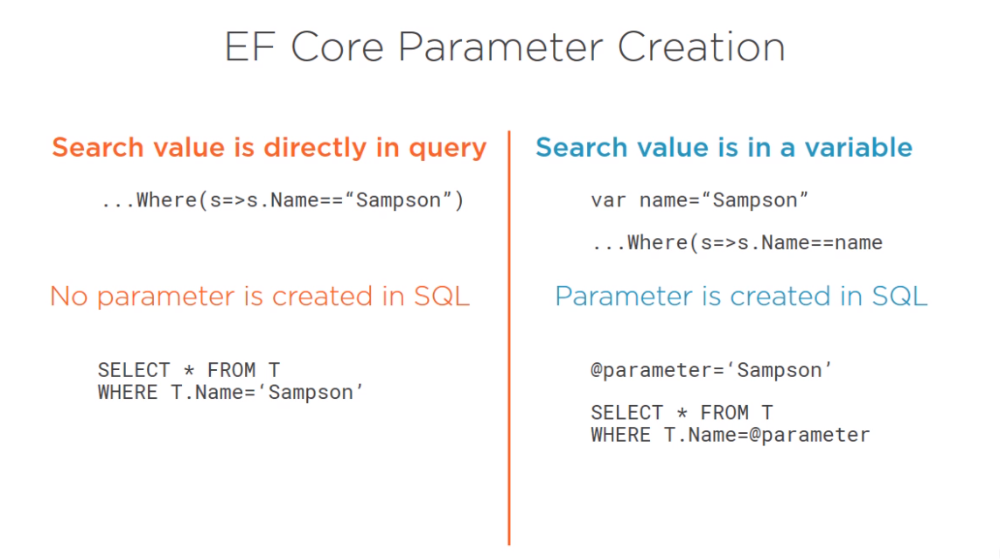 EF Core Parameter Creation
Search value is directly in query
...Where(s=>s.Name==“Sampson”)
No parameter is created in SQL
SELECT * FROM T
WHERE T.Name=‘Sampson’
Search value is in a variable
var name=“Sampson”
...Where(s=>s.Name==name
Parameter is created in SQL
@parameter=‘Sampson’
SELECT * FROM T
WHERE T.Name=@parameter